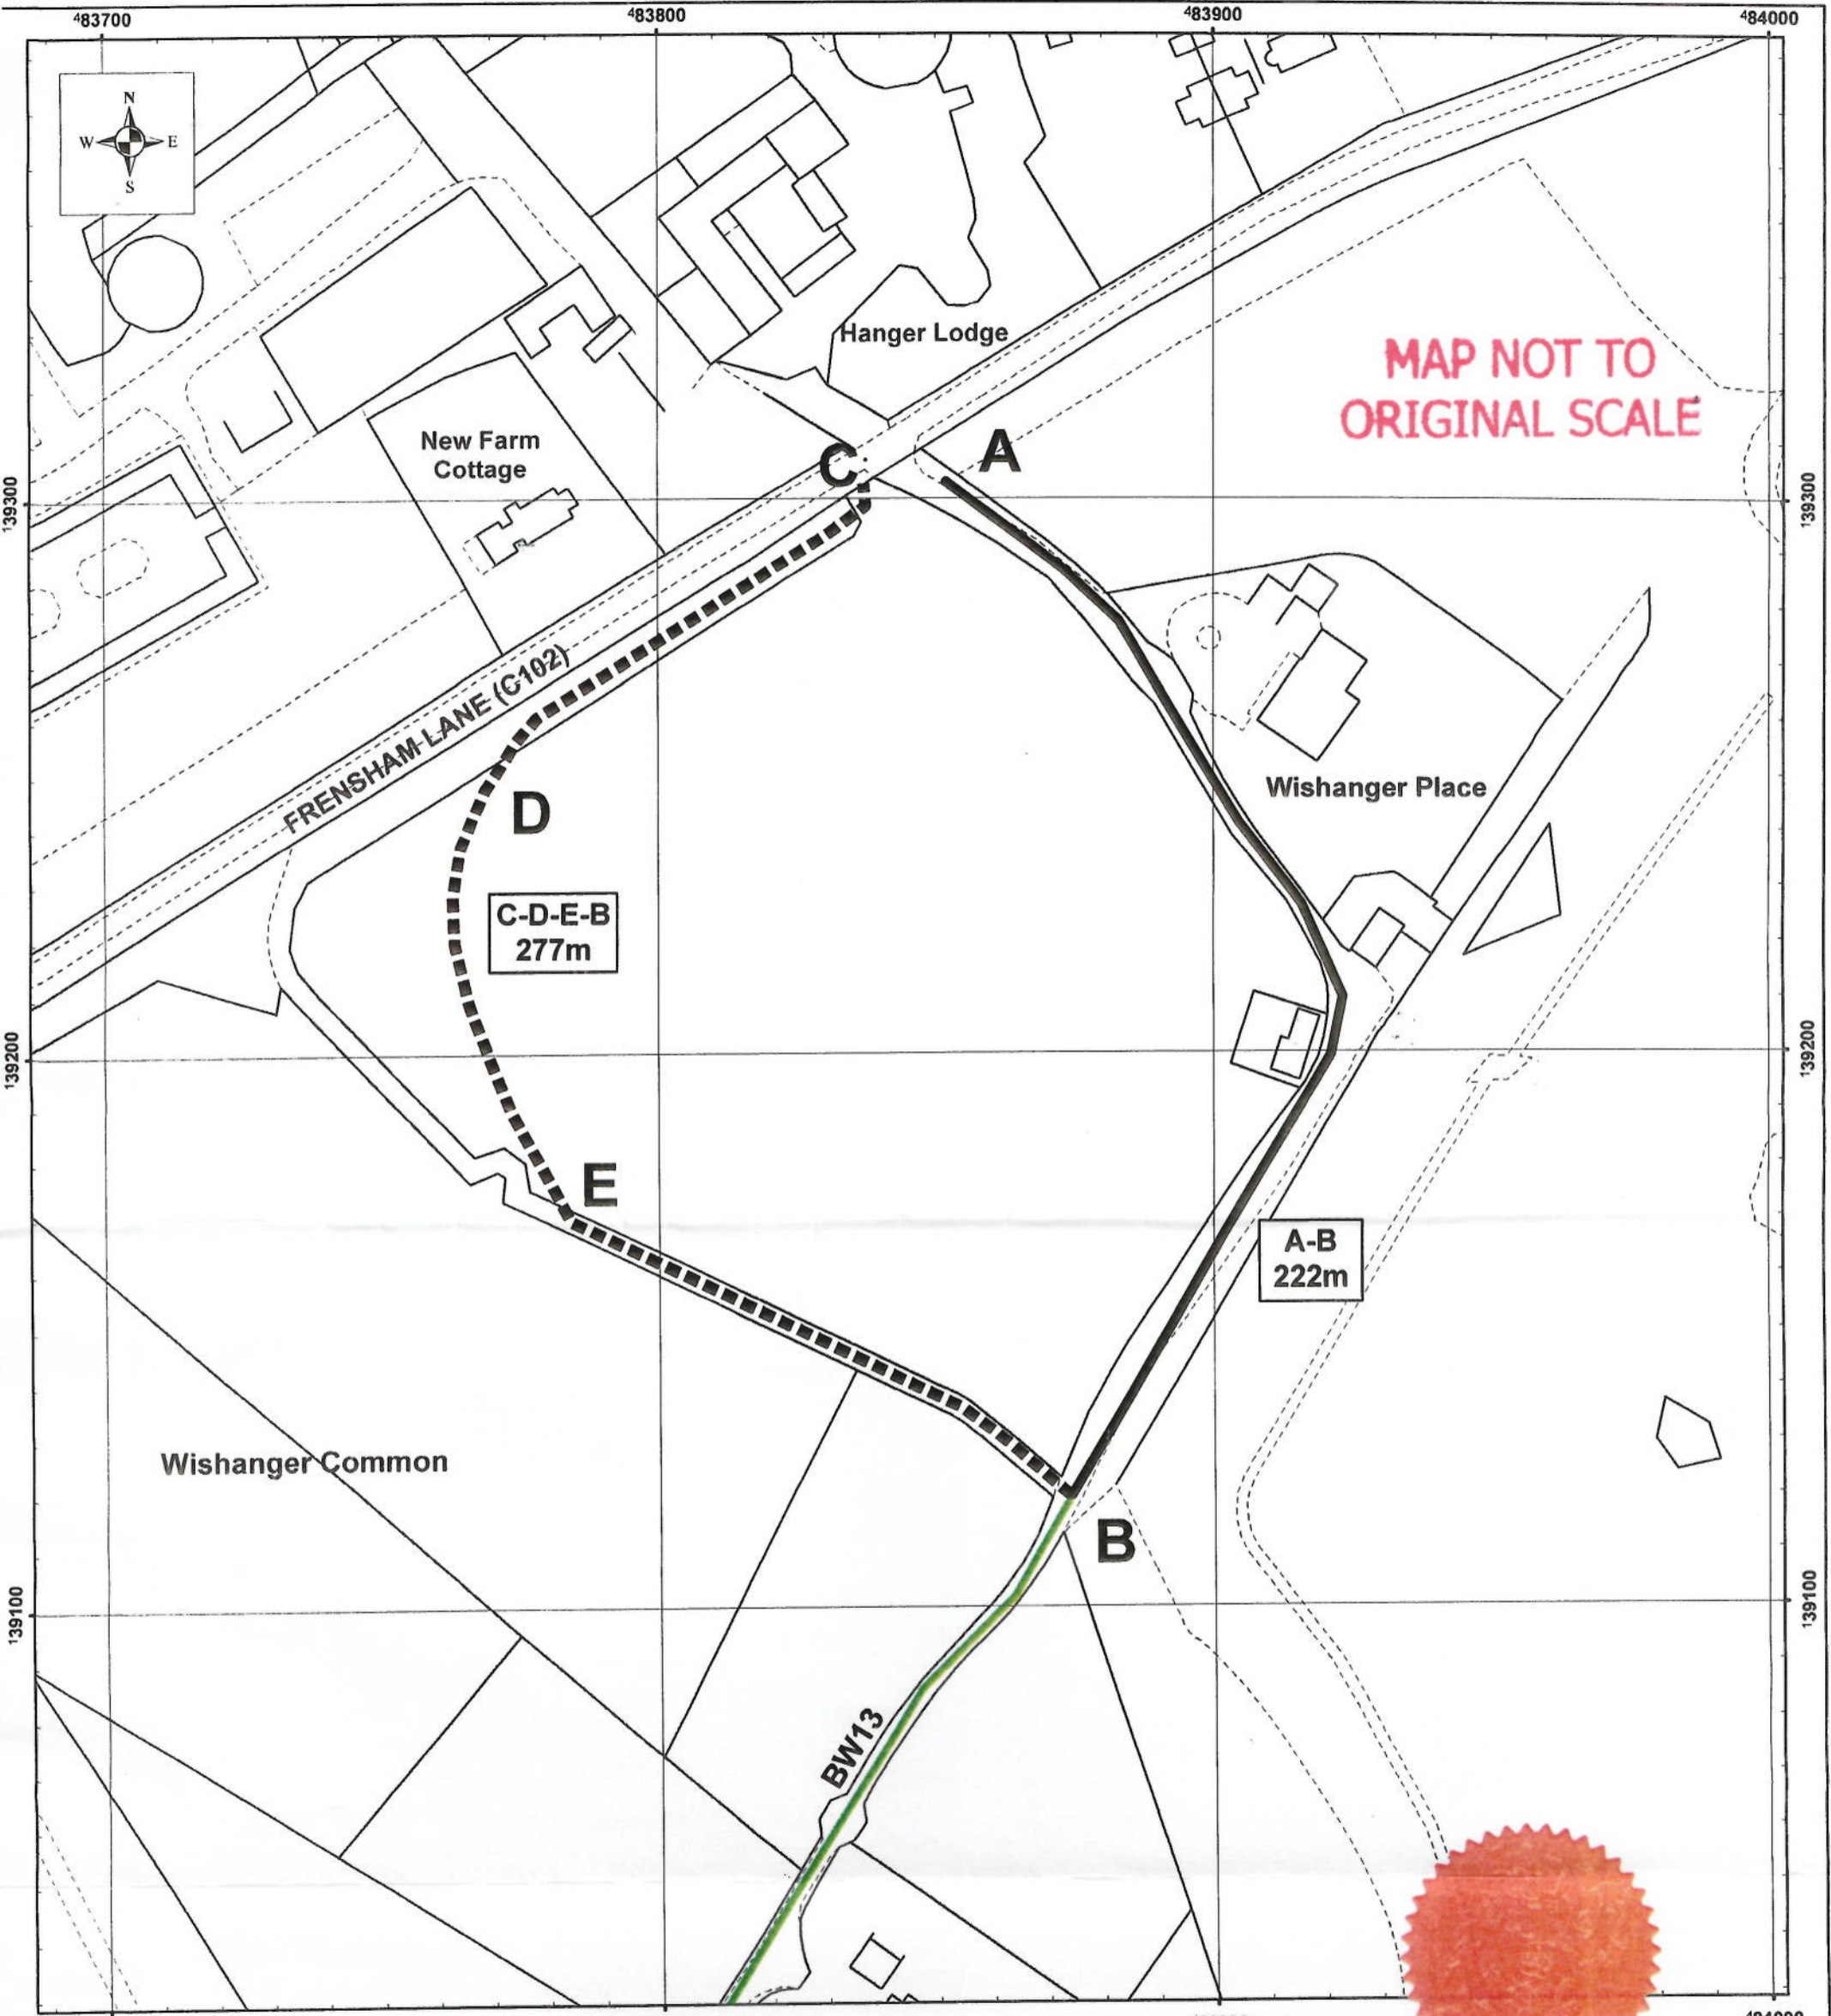 483700
483800
483900
484000
N
W E
S
Hanger Lodge
MAP NOT TO
ORIGINAL SCALE
New Farm
Cottage
C
A
139300
139300
FRENSHAM LANE (C102)
Wishanger Place
D
C-D-E-B
277m
139200
139200
E
A-B
222m
Wishanger Common
B
139100
139100
BW13